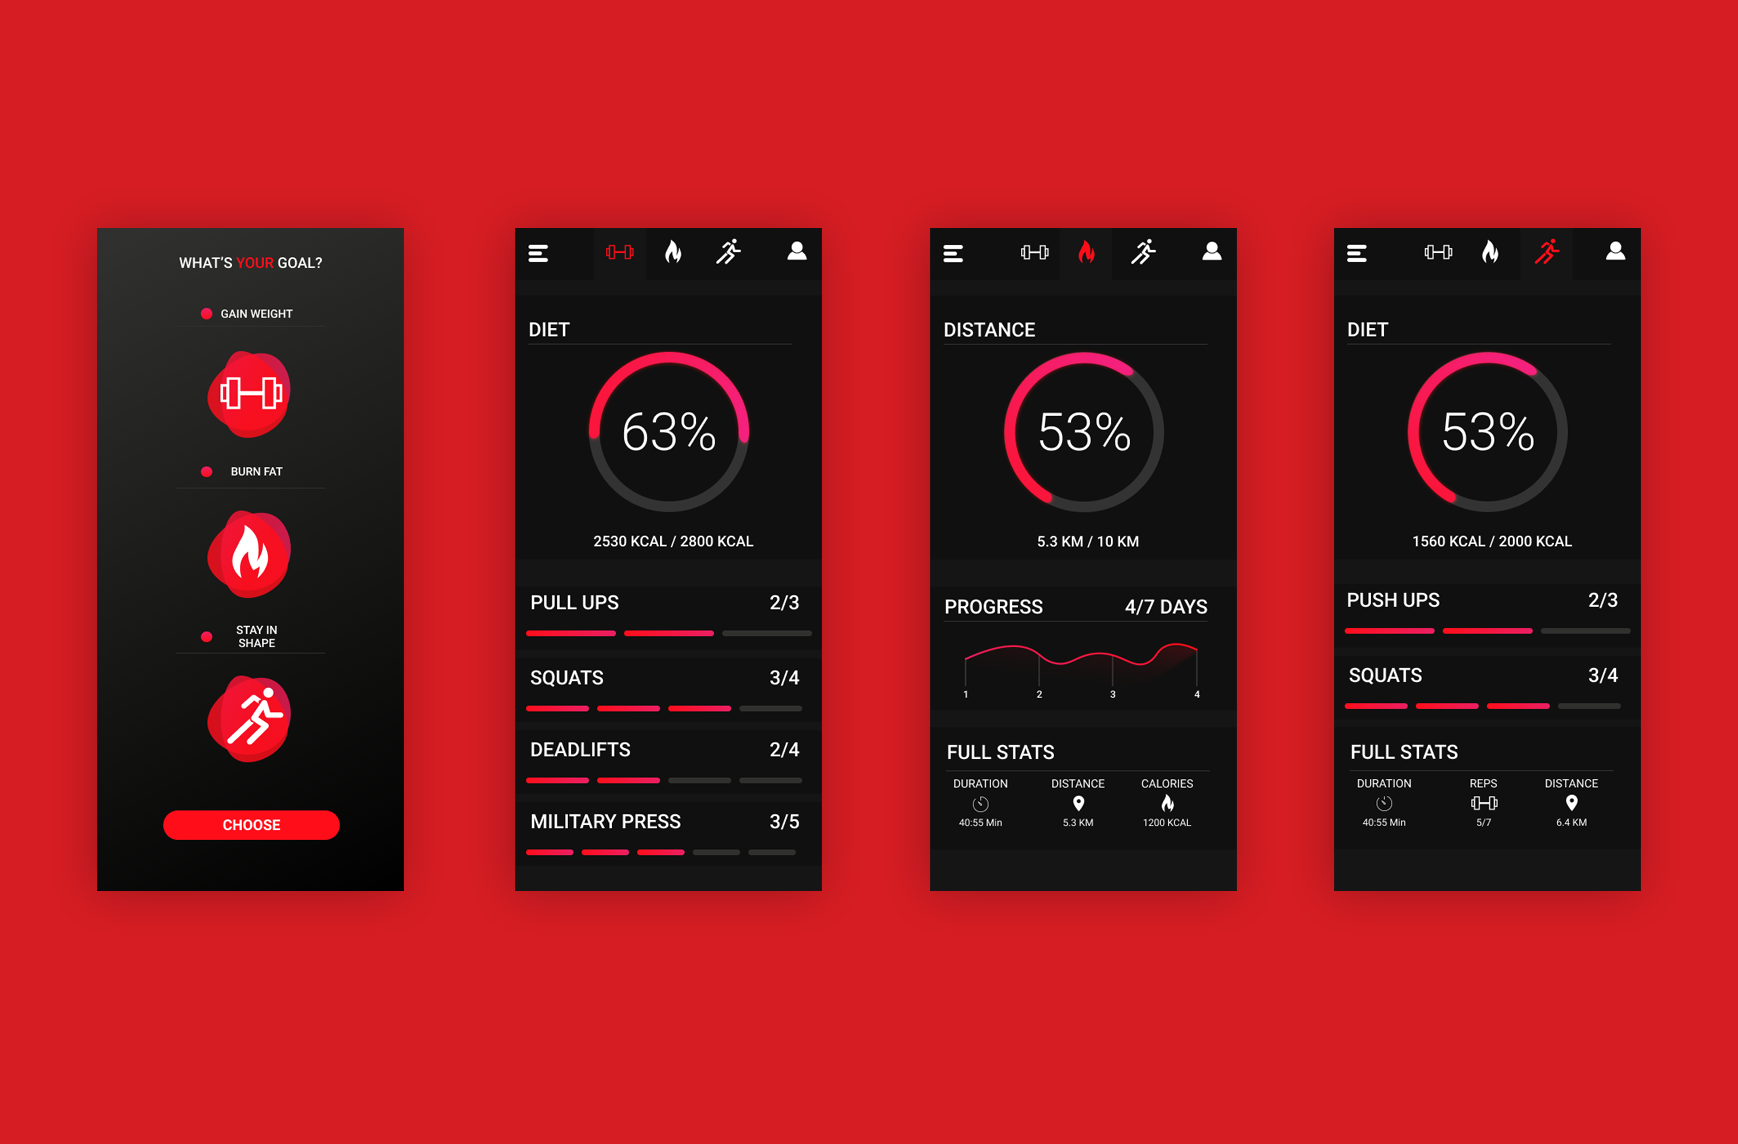 WHAT'S YOUR GOAL?
GAIN WEIGHT
BURN FAT
STAY IN
SHAPE
CHOOSE
DIET
63%
2530 KCAL / 2800 KCAL
PULL UPS 2/3
SQUATS 3/4
DEADLIFTS 2/4
MILITARY PRESS 3/5
DISTANCE
53%
5.3 KM / 10 KM
PROGRESS 4/7 DAYS
1 2 3 4
FULL STATS
DURATION DISTANCE CALORIES
40:55 Min 5.3 KM 1200 KCAL
DIET
53%
1560 KCAL / 2000 KCAL
PUSH UPS 2/3
SQUATS 3/4
FULL STATS
DURATION REPS DISTANCE
40:55 Min 5/7 6.4 KM